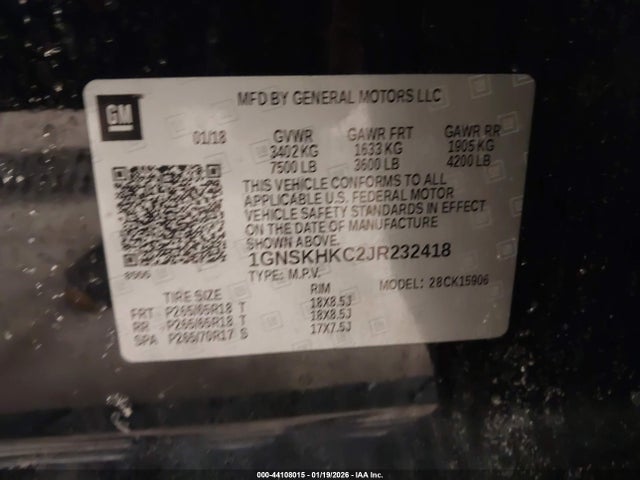 MFD BY GENERAL MOTORS LLC
GM
01/18 GVWR GAWR FRT GAWR RR
3402 KG 1633 KG 1905 KG
7500 LB 3600 LB 4200 LB
THIS VEHICLE CONFORMS TO ALL
APPLICABLE U.S. FEDERAL MOTOR
VEHICLE SAFETY STANDARDS IN EFFECT
ON THE DATE OF MANUFACTURE
SHOWN ABOVE.
1GNSKHKC2JR232418
TYPE: M.P.V. MODEL: 28CK15906
TIRE SIZE RIM
FRT P265/65R18 T 18X8.5J
RR P265/65R18 T 18X8.5J
SPA P265/70R17 S 17X7.5J
000-44108015 - 01/19/2026 - IAA Inc.